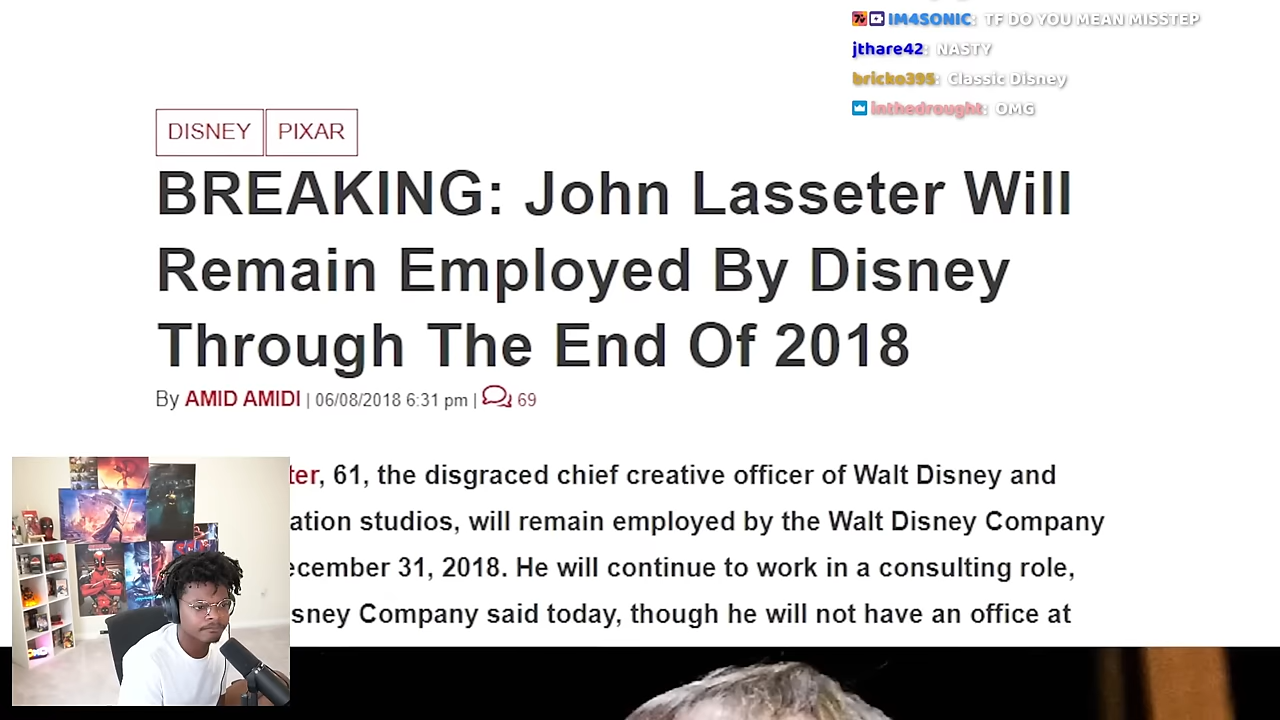 IM4SONIC: TF DO YOU MEAN MISSTEP
jthare42: NASTY
bricko395: Classic Disney
inthedrought: OMG
DISNEY PIXAR
BREAKING: John Lasseter Will
Remain Employed By Disney
Through The End Of 2018
By AMID AMIDI | 06/08/2018 6:31 pm | 69
ter, 61, the disgraced chief creative officer of Walt Disney and
ation studios, will remain employed by the Walt Disney Company
ecember 31, 2018. He will continue to work in a consulting role,
sney Company said today, though he will not have an office at